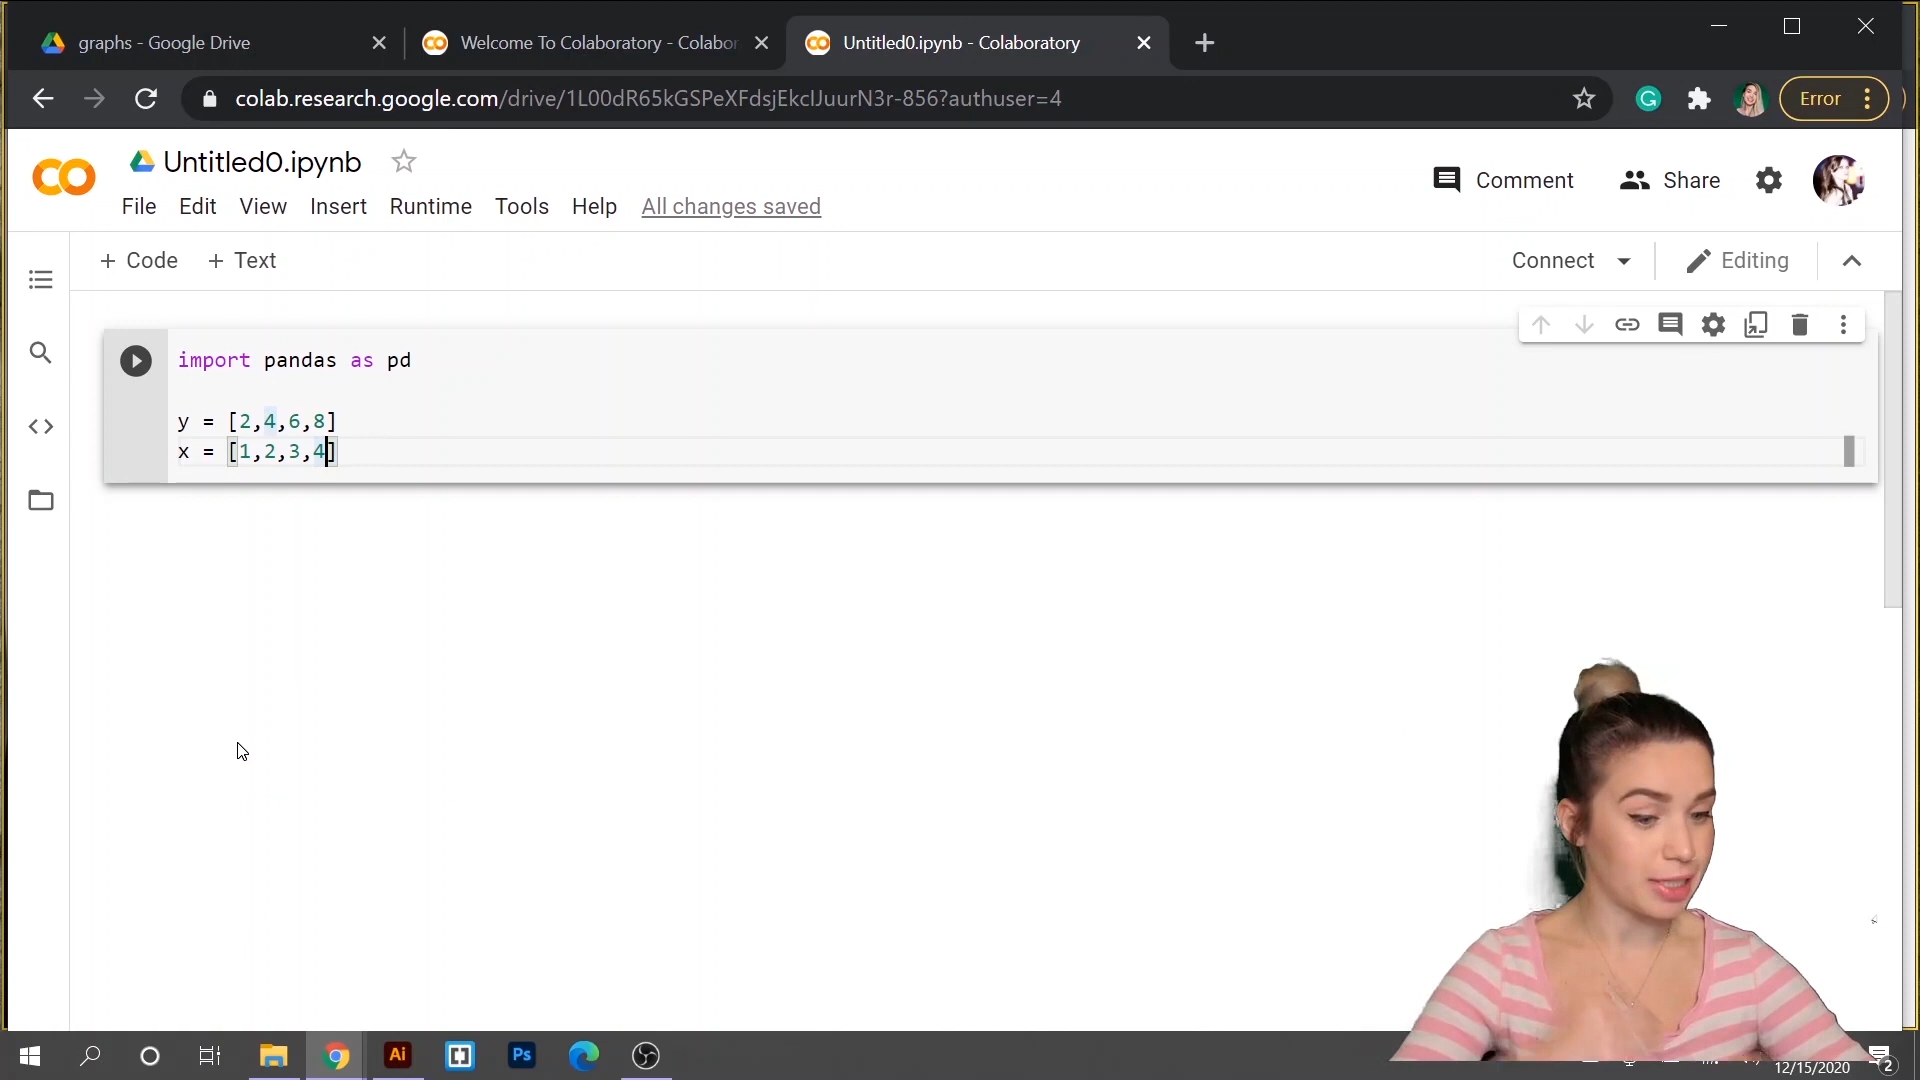 graphs - Google Drive
Welcome To Colaboratory - Colabor
Untitled0.ipynb - Colaboratory
colab.research.google.com/drive/1L00dR65kGSPeXFdsjEkcIJuurN3r-856?authuser=4
Error
Untitled0.ipynb
File Edit View Insert Runtime Tools Help All changes saved
Comment
Share
+ Code + Text
Connect
Editing
import pandas as pd
y = [2,4,6,8]
x = [1,2,3,4]
Ai
Ps
12/15/2020
2